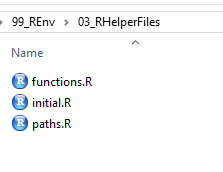 99_REnv > 03_RHelperFiles
Name
functions.R
initial.R
paths.R